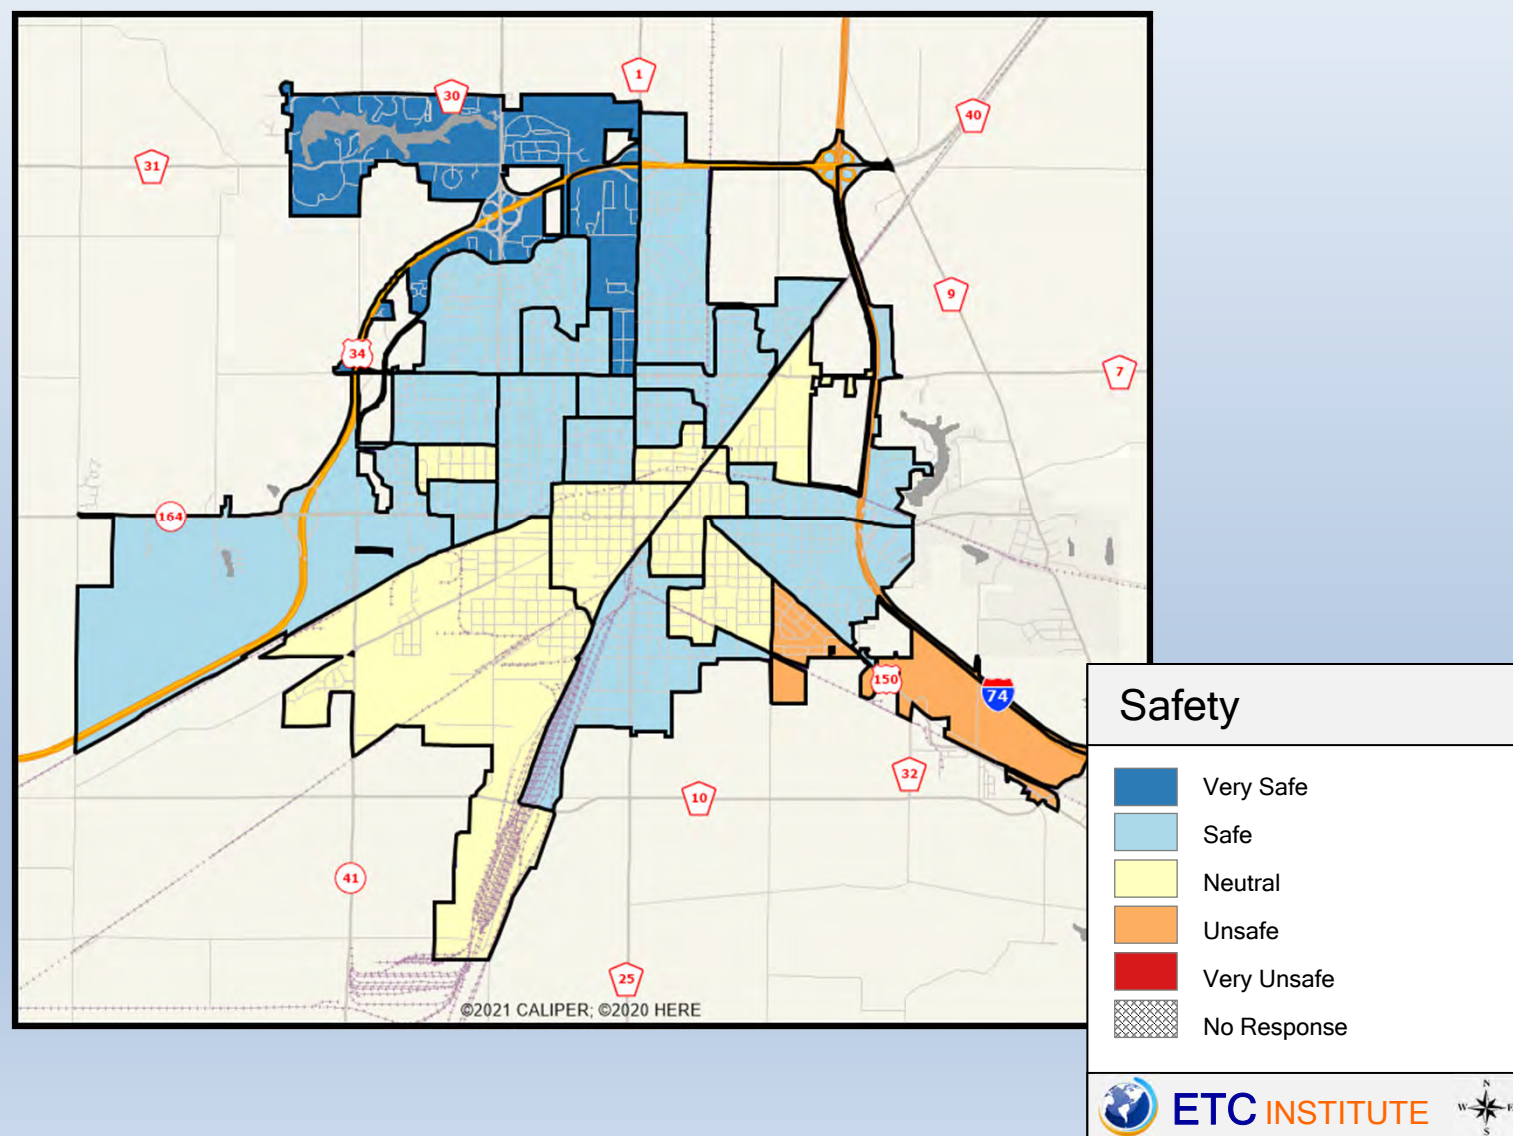 1
30
40
31
9
34
7
164
150
74
32
10
41
25
©2021 CALIPER; ©2020 HERE
Safety
Very Safe
Safe
Neutral
Unsafe
Very Unsafe
No Response
ETC INSTITUTE
N
W E
S